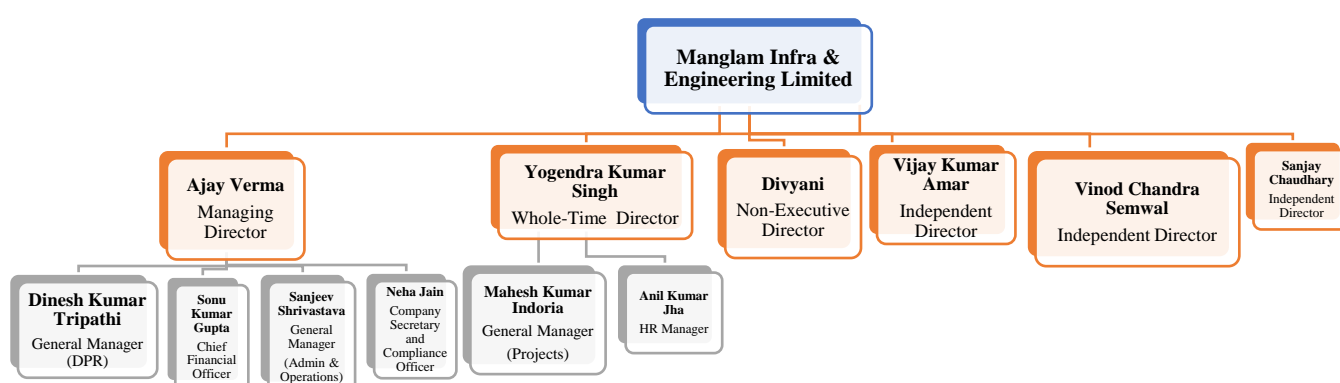 Manglam Infra &
Engineering Limited
Ajay Verma
Managing
Director
Yogendra Kumar
Singh
Whole-Time Director
Divyani
Non-Executive
Director
Vijay Kumar
Amar
Independent
Director
Vinod Chandra
Semwal
Independent Director
Sanjay
Chaudhary
Independent
Director
Dinesh Kumar
Tripathi
General Manager
(DPR)
Sonu
Kumar
Gupta
Chief
Financial
Officer
Sanjeev
Shrivastava
General
Manager
(Admin &
Operations)
Neha Jain
Company
Secretary
and
Compliance
Officer
Mahesh Kumar
Indoria
General Manager
(Projects)
Anil Kumar
Jha
HR Manager